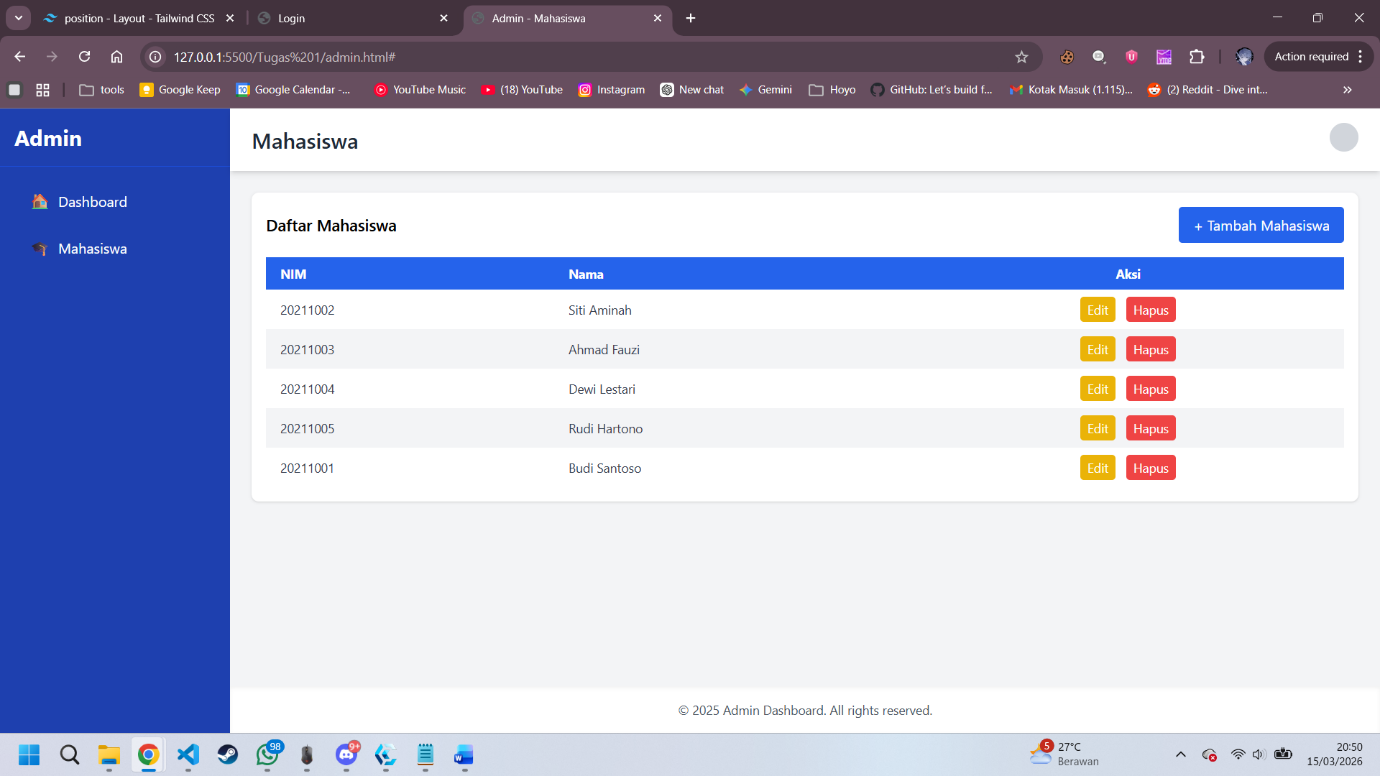 position - Layout - Tailwind CSS
Login
Admin - Mahasiswa
127.0.0.1:5500/Tugas%201/admin.html#
Action required
tools
Google Keep
10
Google Calendar -...
YouTube Music
(18) YouTube
Instagram
New chat
Gemini
Hoyo
GitHub: Let's build f...
Kotak Masuk (1.115)...
(2) Reddit - Dive int...
Admin
Dashboard
Mahasiswa
Mahasiswa
Daftar Mahasiswa
+ Tambah Mahasiswa
NIM Nama Aksi
20211002 Siti Aminah Edit Hapus
20211003 Ahmad Fauzi Edit Hapus
20211004 Dewi Lestari Edit Hapus
20211005 Rudi Hartono Edit Hapus
20211001 Budi Santoso Edit Hapus
© 2025 Admin Dashboard. All rights reserved.
98
9+
W
5
27°C
Berawan
20:50
15/03/2026